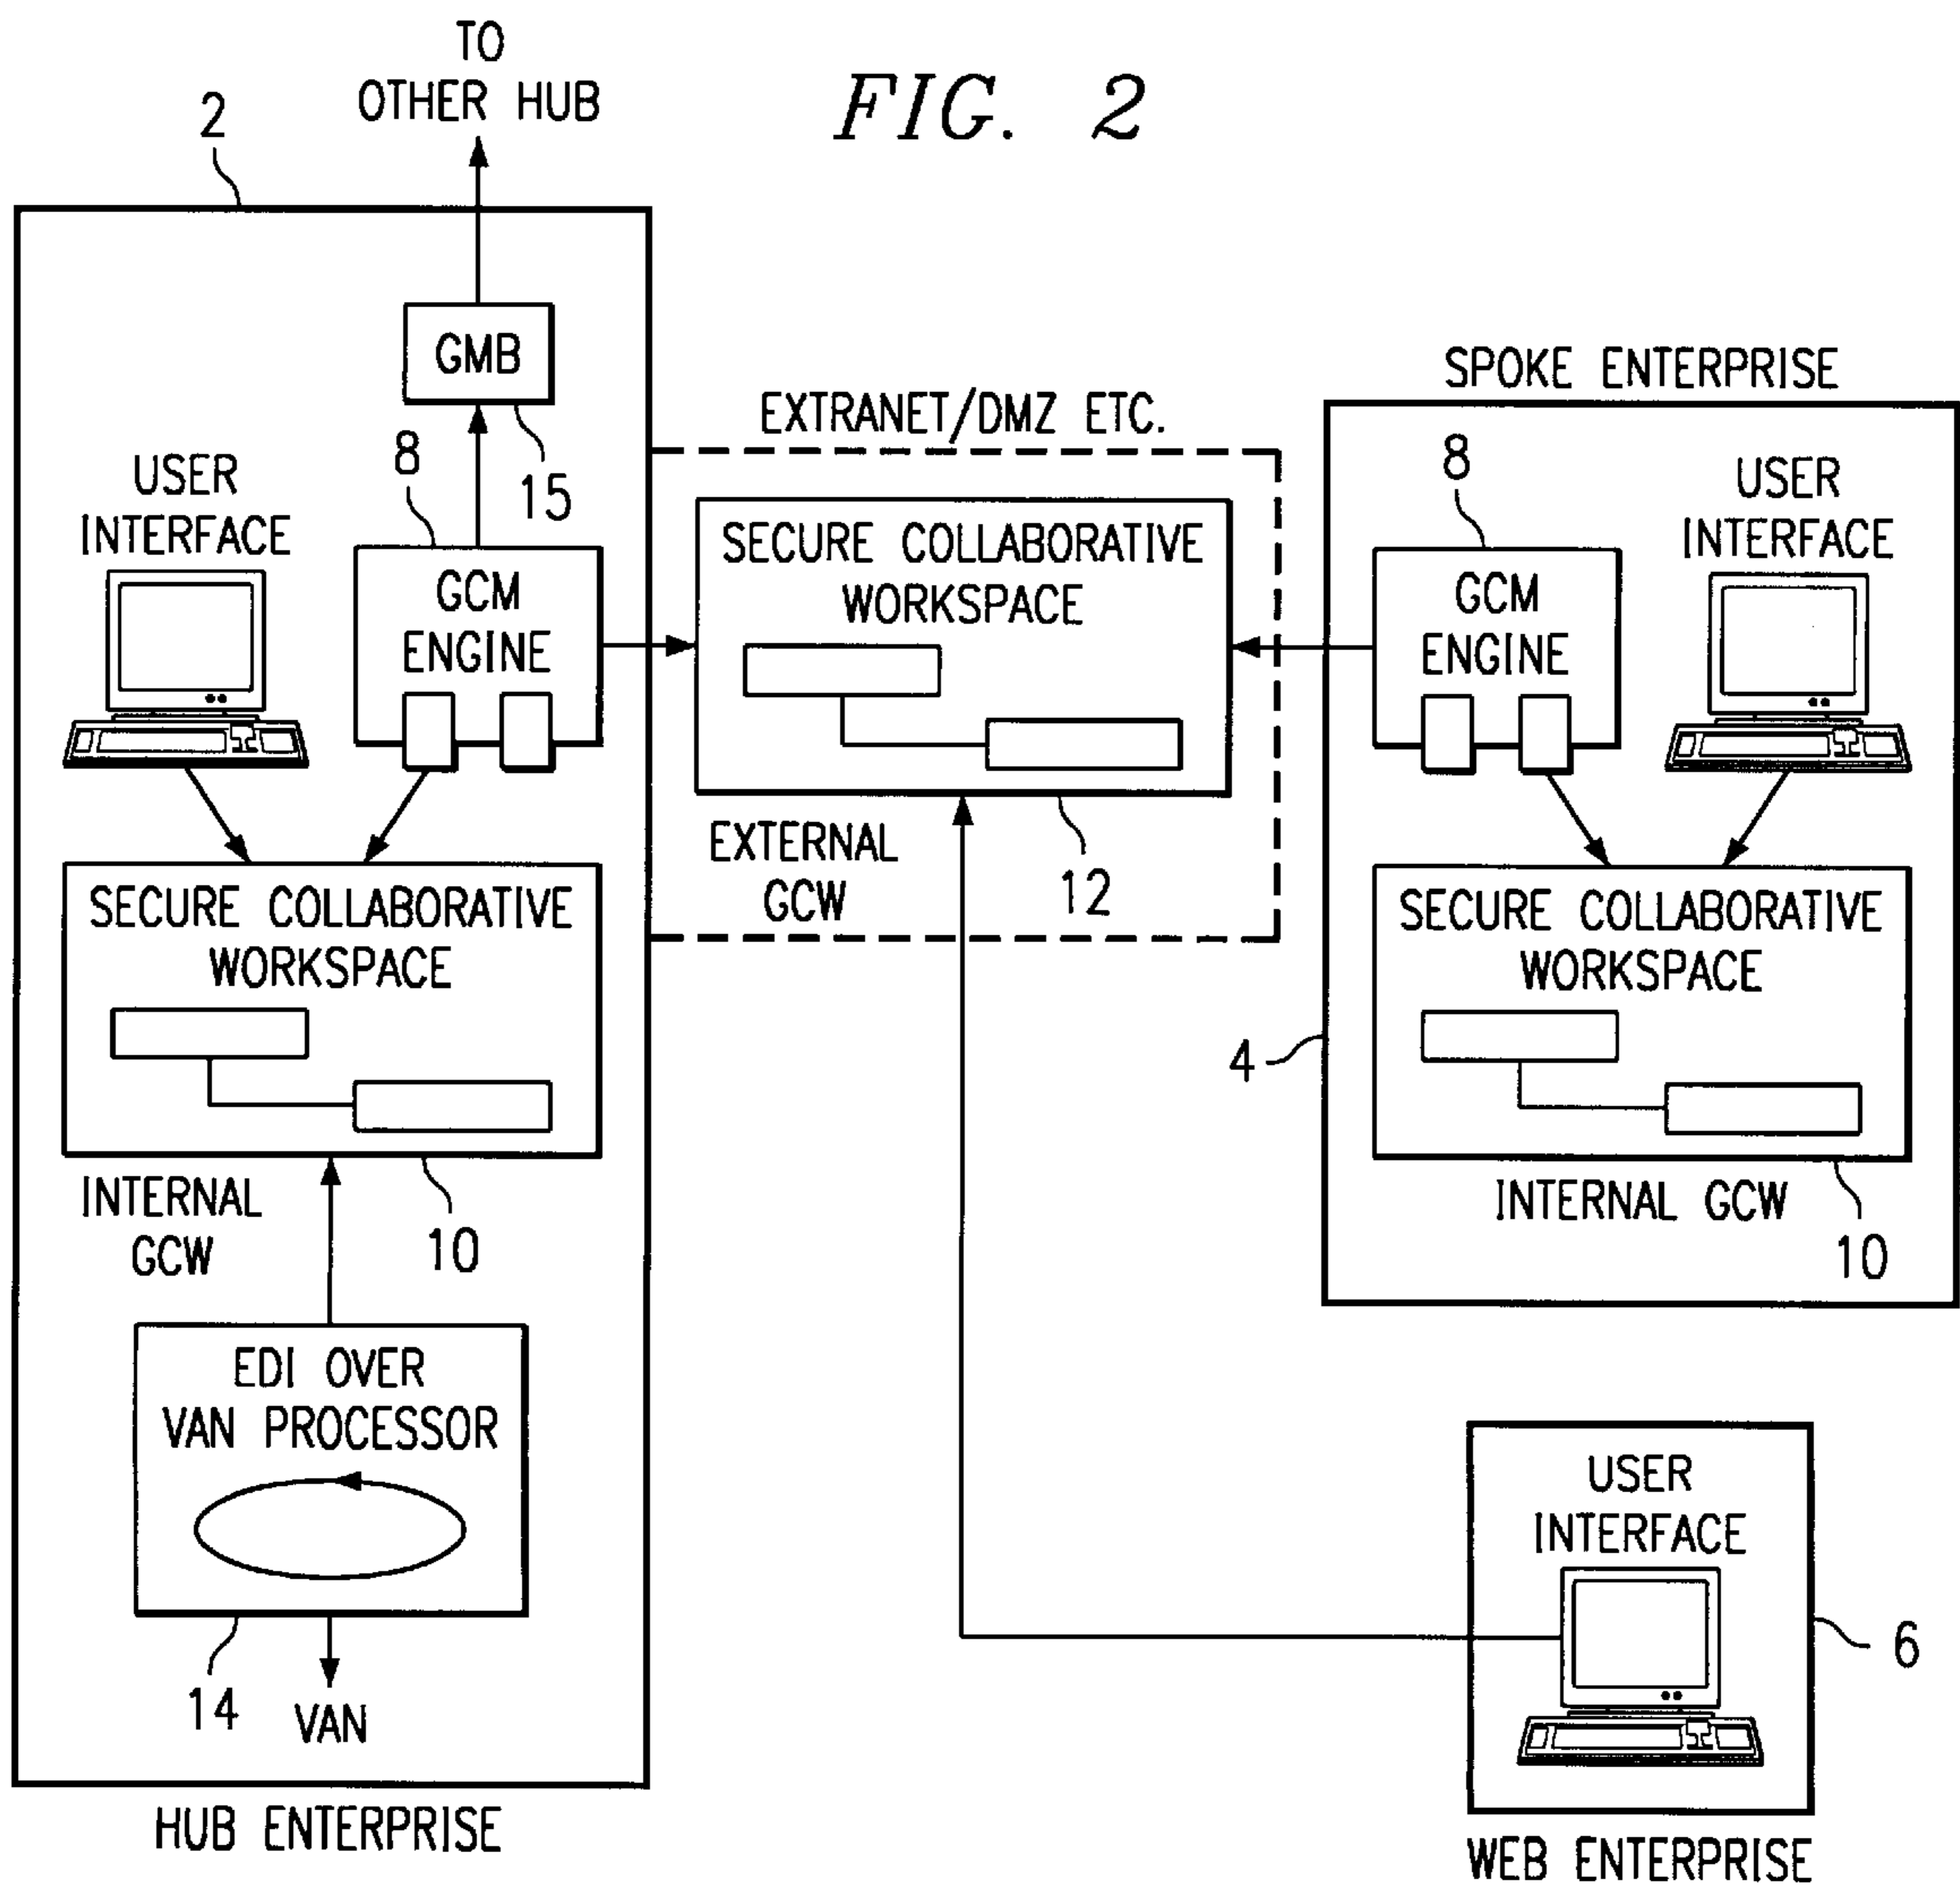 FIG. 2
TO
OTHER HUB
2
GMB
15
8
USER
INTERFACE
GCM
ENGINE
SECURE COLLABORATIVE
WORKSPACE
INTERNAL
GCW
10
EDI OVER
VAN PROCESSOR
14
VAN
HUB ENTERPRISE
EXTRANET/DMZ ETC.
SECURE COLLABORATIVE
WORKSPACE
EXTERNAL
GCW
12
SPOKE ENTERPRISE
8
USER
INTERFACE
GCM
ENGINE
SECURE COLLABORATIVE
WORKSPACE
4
INTERNAL GCW
10
USER
INTERFACE
6
WEB ENTERPRISE